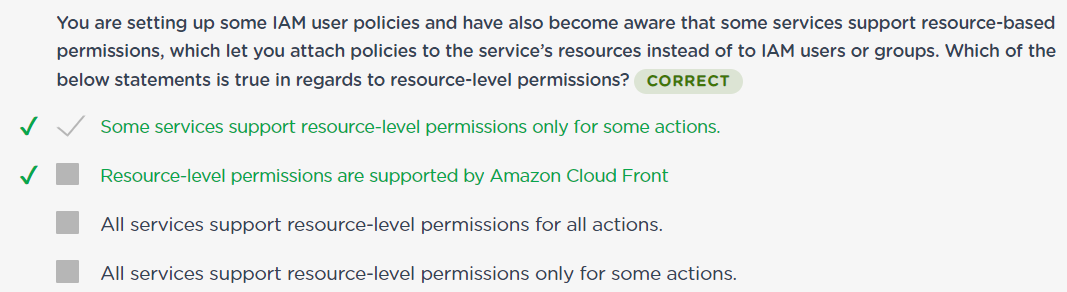 You are setting up some IAM user policies and have also become aware that some services support resource-based
permissions, which let you attach policies to the service's resources instead of to IAM users or groups. Which of the
below statements is true in regards to resource-level permissions? CORRECT
Some services support resource-level permissions only for some actions.
Resource-level permissions are supported by Amazon Cloud Front
All services support resource-level permissions for all actions.
All services support resource-level permissions only for some actions.